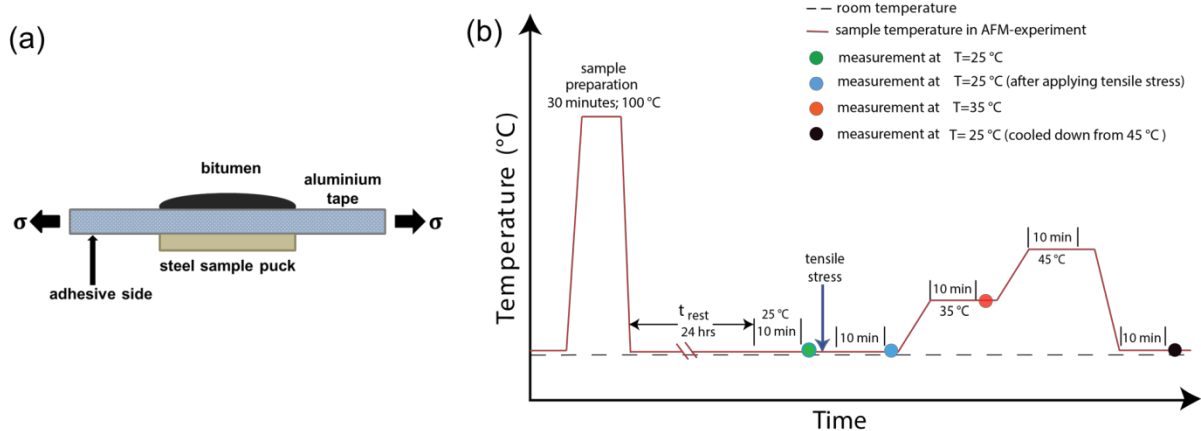 (a)
bitumen
aluminium
tape
σ
σ
steel sample puck
adhesive side
(b)
room temperature
sample temperature in AFM-experiment
measurement at T=25 °C
measurement at T=25 °C (after applying tensile stress)
measurement at T=35 °C
measurement at T= 25 °C (cooled down from 45 °C )
Temperature (°C)
sample
preparation
30 minutes; 100 °C
t rest
24 hrs
25 °C
10 min
tensile
stress
10 min
10 min
35 °C
10 min
45 °C
10 min
Time